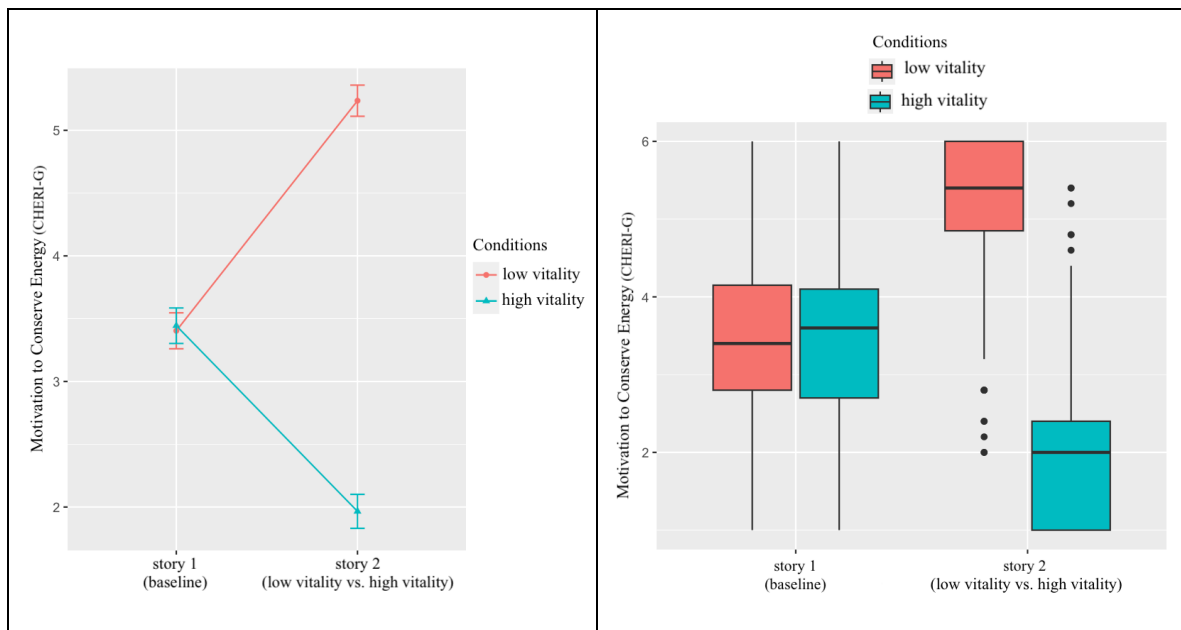 Motivation to Conserve Energy (CHERI-G)
5
4
3
2
story 1
(baseline)
story 2
(low vitality vs. high vitality)
Conditions
low vitality
high vitality
Conditions
low vitality
high vitality
Motivation to Conserve Energy (CHERI-G)
6
4
2
story 1
(baseline)
story 2
(low vitality vs. high vitality)